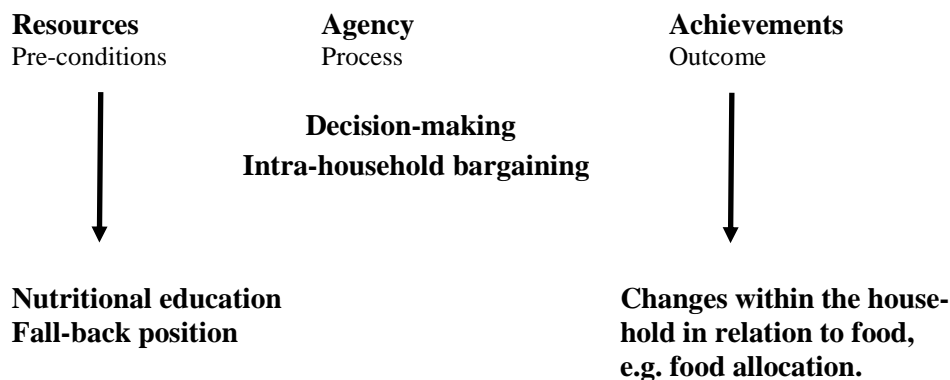 Resources Agency Achievements
Pre-conditions Process Outcome
Decision-making
Intra-household bargaining
Nutritional education
Fall-back position
Changes within the house-
hold in relation to food,
e.g. food allocation.